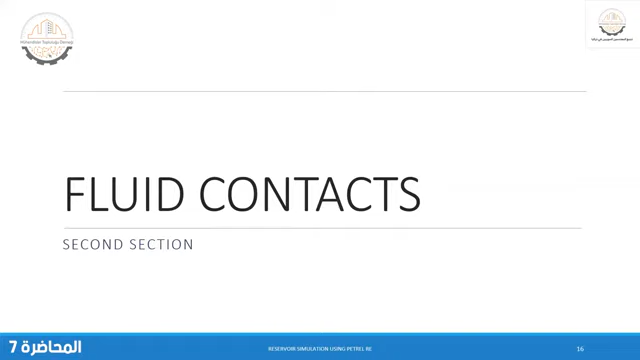 FLUID CONTACTS
SECOND SECTION
المحاضرة 7
RESERVOIR SIMULATION USING PETREL RE
16